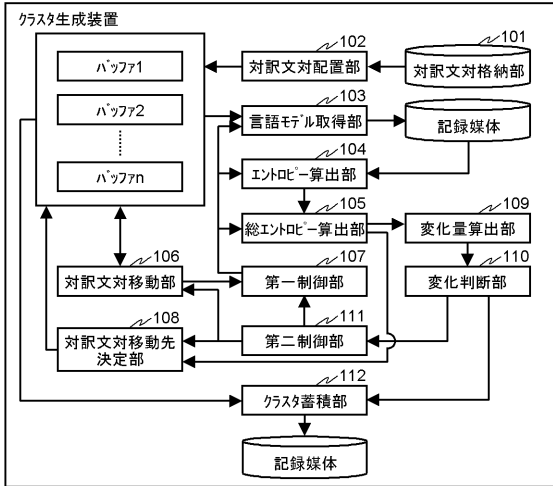 クラスタ生成装置
バッファ1
バッファ2
バッファn
102
対訳文対配置部
101
対訳文対格納部
103
言語モデル取得部
記録媒体
104
エントロピー算出部
105
総エントロピー算出部
109
変化量算出部
106
対訳文対移動部
107
第一制御部
110
変化判断部
108
対訳文対移動先
決定部
111
第二制御部
112
クラスタ蓄積部
記録媒体